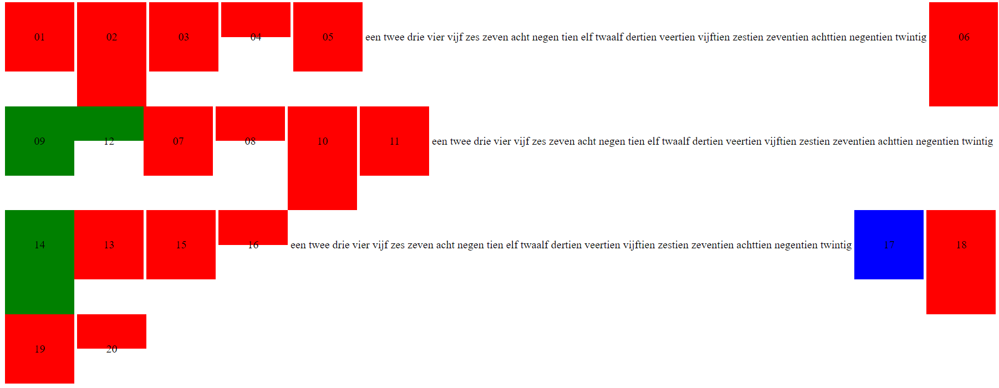 01 02 03 04 05 een twee drie vier vijf zes zeven acht negen tien elf twaalf dertien veertien vijftien zestien zeventien achttien negentien twintig 06
09 12 07 08 10 11 een twee drie vier vijf zes zeven acht negen tien elf twaalf dertien veertien vijftien zestien zeventien achttien negentien twintig
14 13 15 16 een twee drie vier vijf zes zeven acht negen tien elf twaalf dertien veertien vijftien zestien zeventien achttien negentien twintig 17 18
19 20